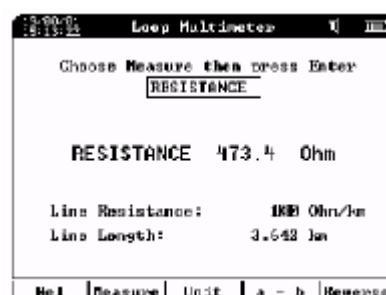 Loop Multimeter
Choose Measure then press Enter
RESISTANCE
RESISTANCE 473.4 Ohm
Line Resistance: Ohm/km
Line Length: 3.642 km
Measure Unit a - b Reverse